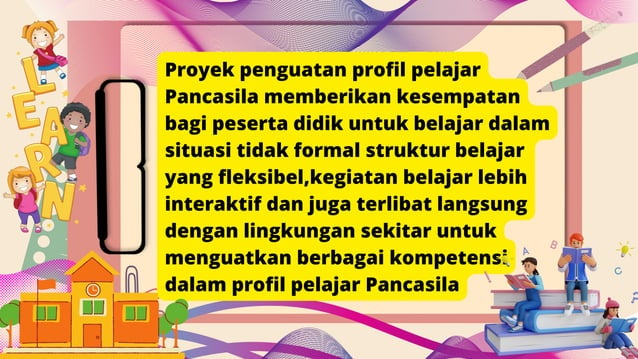 LEARN
Proyek penguatan profil pelajar
Pancasila memberikan kesempatan
bagi peserta didik untuk belajar dalam
situasi tidak formal struktur belajar
yang fleksibel,kegiatan belajar lebih
interaktif dan juga terlibat langsung
dengan lingkungan sekitar untuk
menguatkan berbagai kompetensi
dalam profil pelajar Pancasila
A
B
C